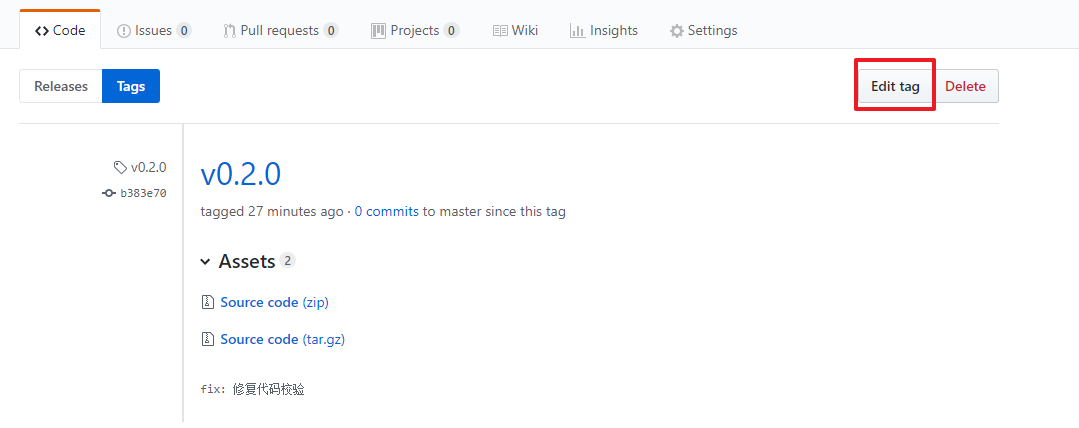 Code Issues 0 Pull requests 0 Projects 0 Wiki Insights Settings
Releases Tags Edit tag Delete
v0.2.0
b383e70
v0.2.0
tagged 27 minutes ago · 0 commits to master since this tag
Assets 2
Source code (zip)
Source code (tar.gz)
fix: 修复代码校验